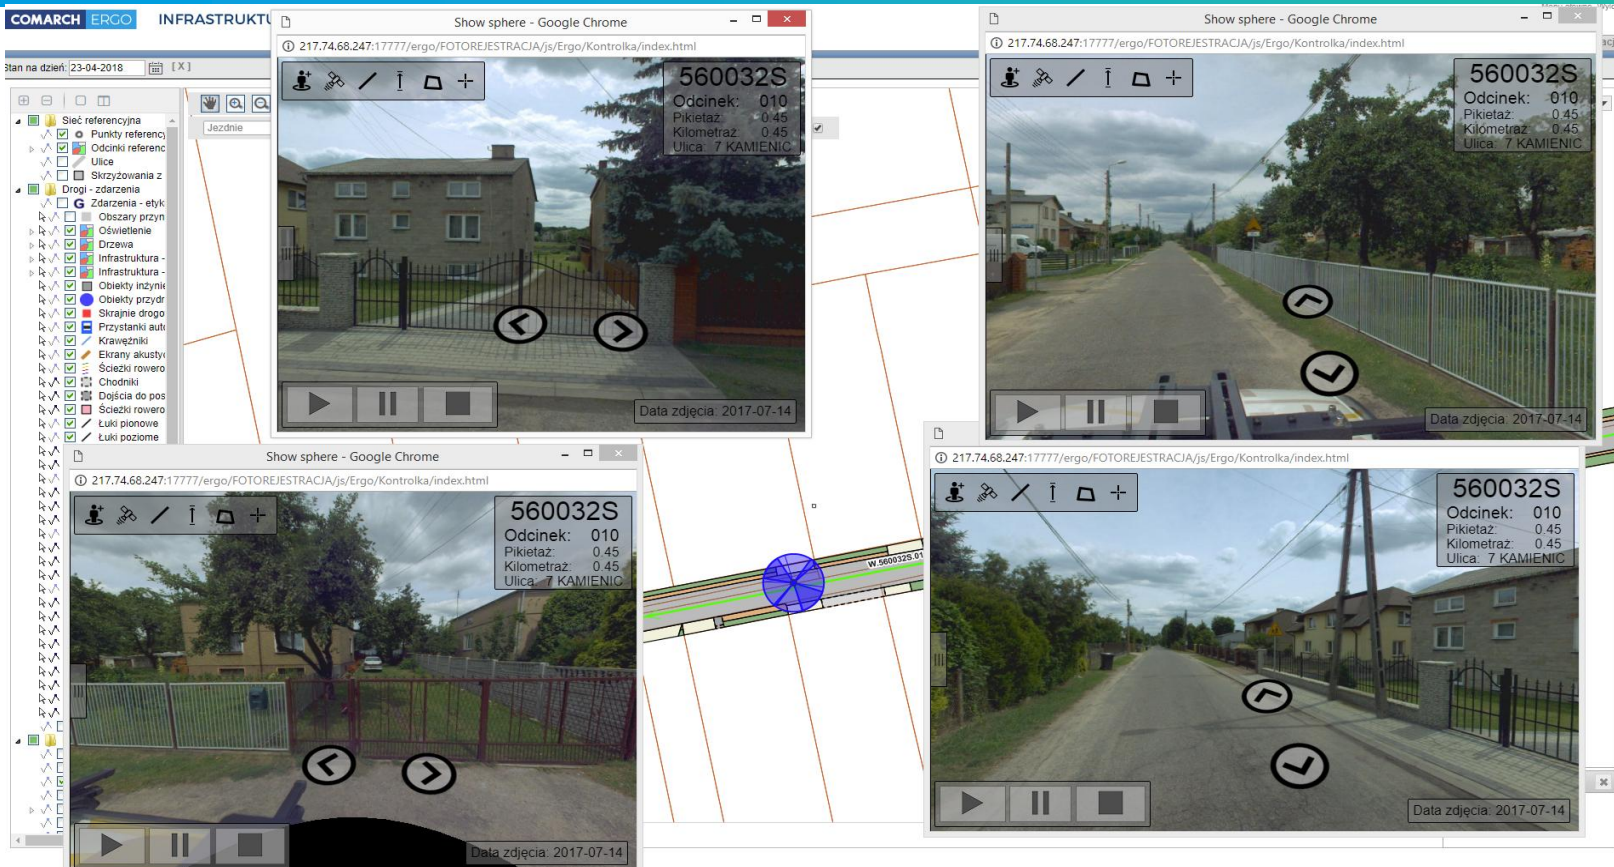 COMARCH ERGO
Stan na dzień: 23-04-2018 [X]
Sieć referencyjna
Punkty referency
Odcinki referenc
Ulice
Skrzyżowania z
Drogi - zdarzenia
G Zdarzenia - etyk
Obszary przyn
Oświetlenie
Drzewa
Infrastruktura -
Infrastruktura -
Obiekty inżynie
Obiekty przydr
Skrajnie drogo
Przystanki auto
Krawężniki
Ekrany akusty
Ścieżki rowero
Chodniki
Dojścia do pos
Ścieżki rowero
Łuki pionowe
Łuki poziome
Jezdnie
Show sphere - Google Chrome
217.74.68.247:17777/ergo/FOTOREJESTRACJA/js/Ergo/Kontrolka/index.html
560032S
Odcinek: 010
Pikietaż: 0.45
Kilometraż: 0.45
Ulica: 7 KAMIENIC
Data zdjęcia: 2017-07-14
Show sphere - Google Chrome
217.74.68.247:17777/ergo/FOTOREJESTRACJA/js/Ergo/Kontrolka/index.html
560032S
Odcinek: 010
Pikietaż: 0.45
Kilometraż: 0.45
Ulica: 7 KAMIENIC
Data zdjęcia: 2017-07-14
Show sphere - Google Chrome
217.74.68.247:17777/ergo/FOTOREJESTRACJA/js/Ergo/Kontrolka/index.html
560032S
Odcinek: 010
Pikietaż: 0.45
Kilometraż: 0.45
Ulica: 7 KAMIENIC
Data zdjęcia: 2017-07-14
217.74.68.247:17777/ergo/FOTOREJESTRACJA/js/Ergo/Kontrolka/index.html
560032S
Odcinek: 010
Pikietaż: 0.45
Kilometraż: 0.45
Ulica: 7 KAMIENIC
Data zdjęcia: 2017-07-14
W.560032S.01